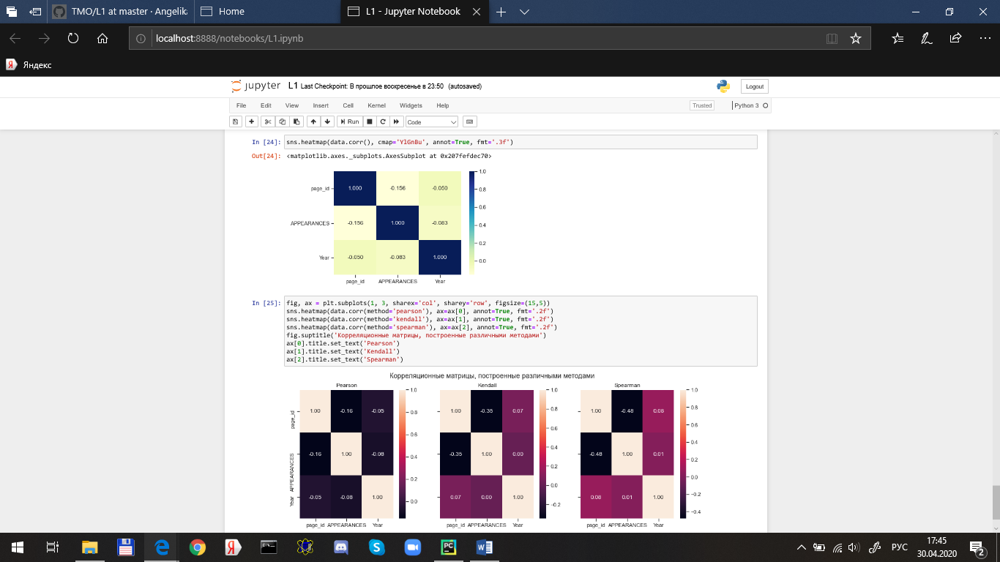 TMO/L1 at master · Angelika
Home
L1 - Jupyter Notebook
localhost:8888/notebooks/L1.ipynb
Яндекс
jupyter L1 Last Checkpoint: В прошлое воскресенье в 23:50 (autosaved)
Logout
File Edit View Insert Cell Kernel Widgets Help
Trusted
Python 3
Run
Code
In [24]: sns.heatmap(data.corr(), cmap='YlGnBu', annot=True, fmt='.3f')
Out[24]: <matplotlib.axes._subplots.AxesSubplot at 0x207fefdec70>
page_id 1.000 -0.156 -0.050
APPEARANCES -0.156 1.000 -0.083
Year -0.050 -0.083 1.000
page_id APPEARANCES Year
1.0
0.8
0.6
0.4
0.2
0.0
In [25]: fig, ax = plt.subplots(1, 3, sharex='col', sharey='row', figsize=(15,5))
sns.heatmap(data.corr(method='pearson'), ax=ax[0], annot=True, fmt='.2f')
sns.heatmap(data.corr(method='kendall'), ax=ax[1], annot=True, fmt='.2f')
sns.heatmap(data.corr(method='spearman'), ax=ax[2], annot=True, fmt='.2f')
fig.suptitle('Корреляционные матрицы, построенные различными методами')
ax[0].title.set_text('Pearson')
ax[1].title.set_text('Kendall')
ax[2].title.set_text('Spearman')
Корреляционные матрицы, построенные различными методами
Pearson
page_id 1.00 -0.16 -0.05
APPEARANCES -0.16 1.00 -0.08
Year -0.05 -0.08 1.00
page_id APPEARANCES Year
1.0
0.8
0.6
0.4
0.2
0.0
Kendall
1.00 -0.35 0.07
-0.35 1.00 0.00
0.07 0.00 1.00
page_id APPEARANCES Year
1.0
0.8
0.6
0.4
0.2
0.0
-0.2
Spearman
1.00 -0.48 0.08
-0.48 1.00 0.01
0.08 0.01 1.00
page_id APPEARANCES Year
1.0
0.8
0.6
0.4
0.2
0.0
-0.2
-0.4
РУС
17:45
30.04.2020
2